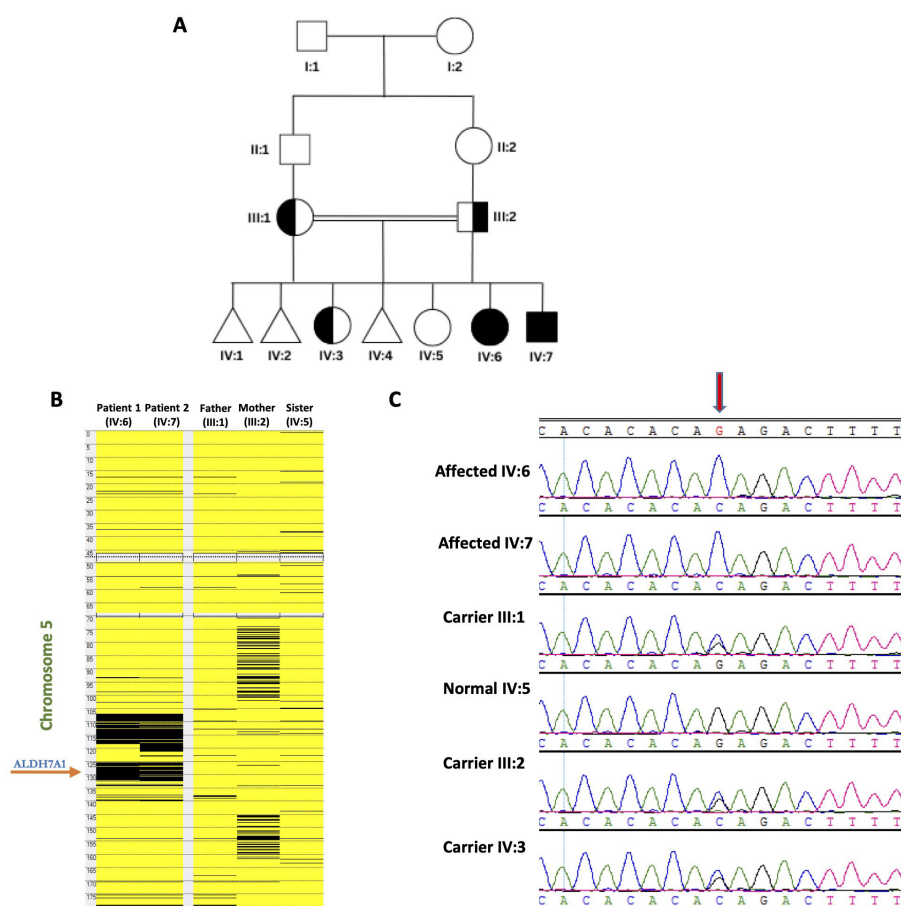 A
I:1
I:2
II:1
II:2
III:1
III:2
IV:1
IV:2
IV:3
IV:4
IV:5
IV:6
IV:7
B
Patient 1 Patient 2 Father Mother Sister
(IV:6) (IV:7) (III:1) (III:2) (IV:5)
0
5
10
15
20
25
30
35
40
45
50
55
60
65
70
75
80
85
90
95
100
105
110
115
120
125
130
135
140
145
150
155
160
165
170
175
Chromosome 5
ALDH7A1
C
C A C A C A C A G A G A C T T T T
Affected IV:6
C A C A C A C A C A G A C T T T T
Affected IV:7
C A C A C A C A C A G A C T T T T
Carrier III:1
C A C A C A C A G A G A C T T T T
Normal IV:5
C A C A C A C A G A G A C T T T T
Carrier III:2
C A C A C A C A C A G A C T T T T
Carrier IV:3
C A C A C A C A C A G A C T T T T